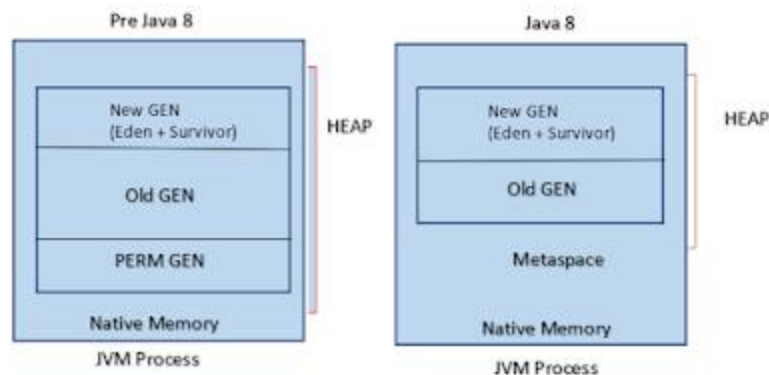 Pre Java 8
New GEN
(Eden + Survivor)
HEAP
Old GEN
PERM GEN
Native Memory
JVM Process
Java 8
New GEN
(Eden + Survivor)
HEAP
Old GEN
Metaspace
Native Memory
JVM Process